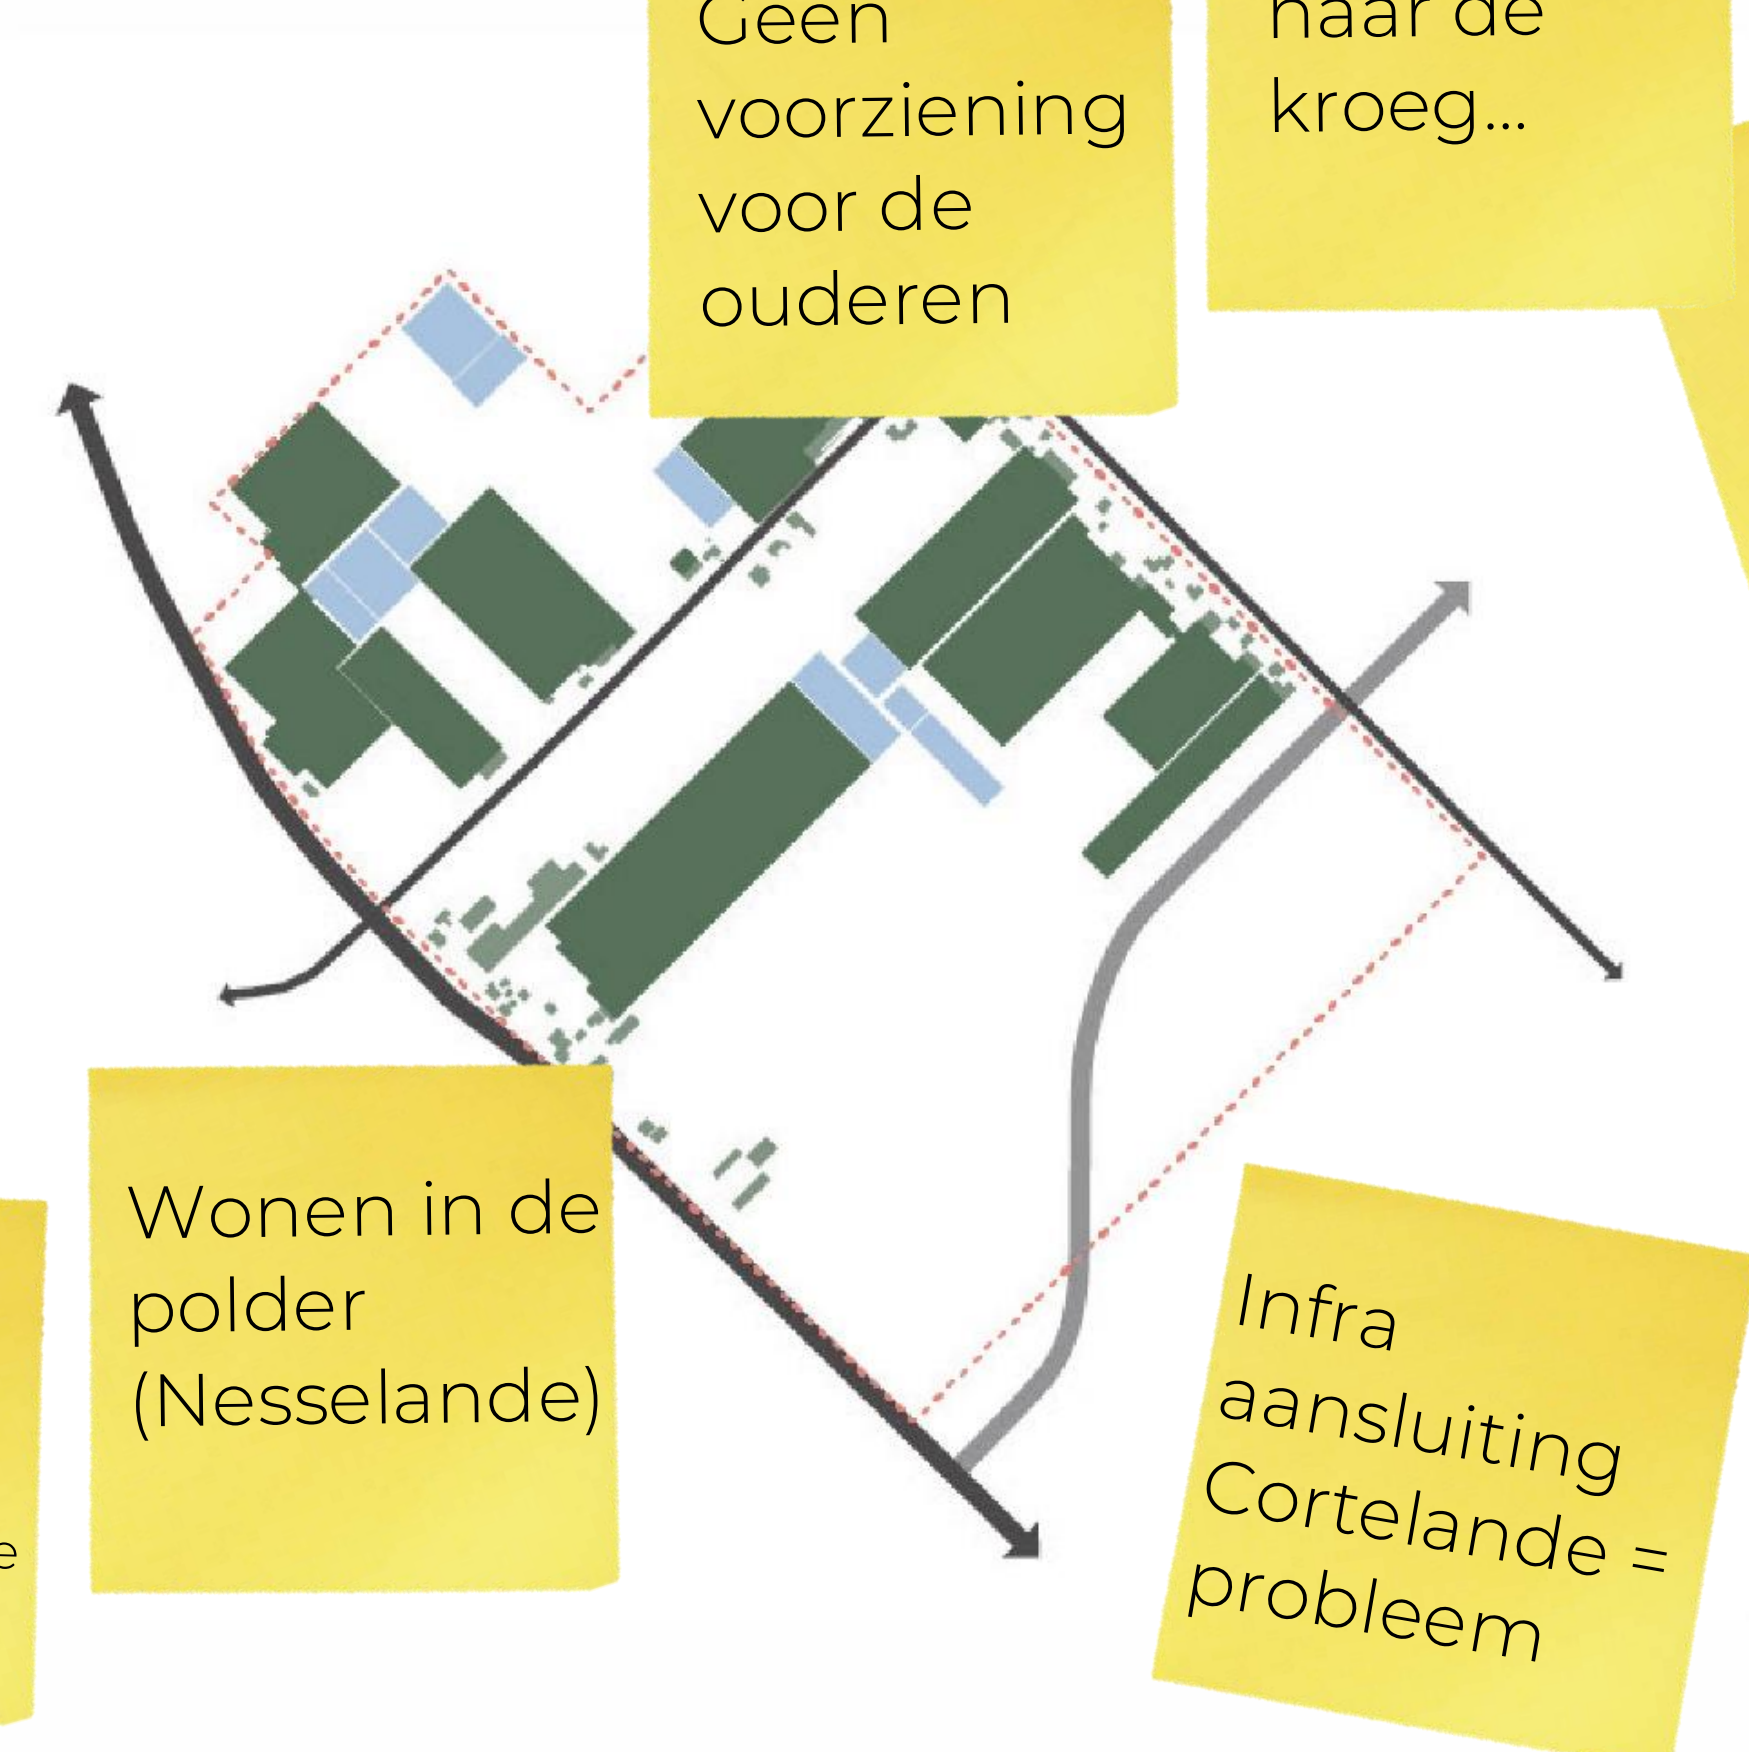 Geen
voorziening
voor de
ouderen
naar de
kroeg...
Wonen in de
polder
(Nesselande)
Infra
aansluiting
Cortelande =
probleem
e